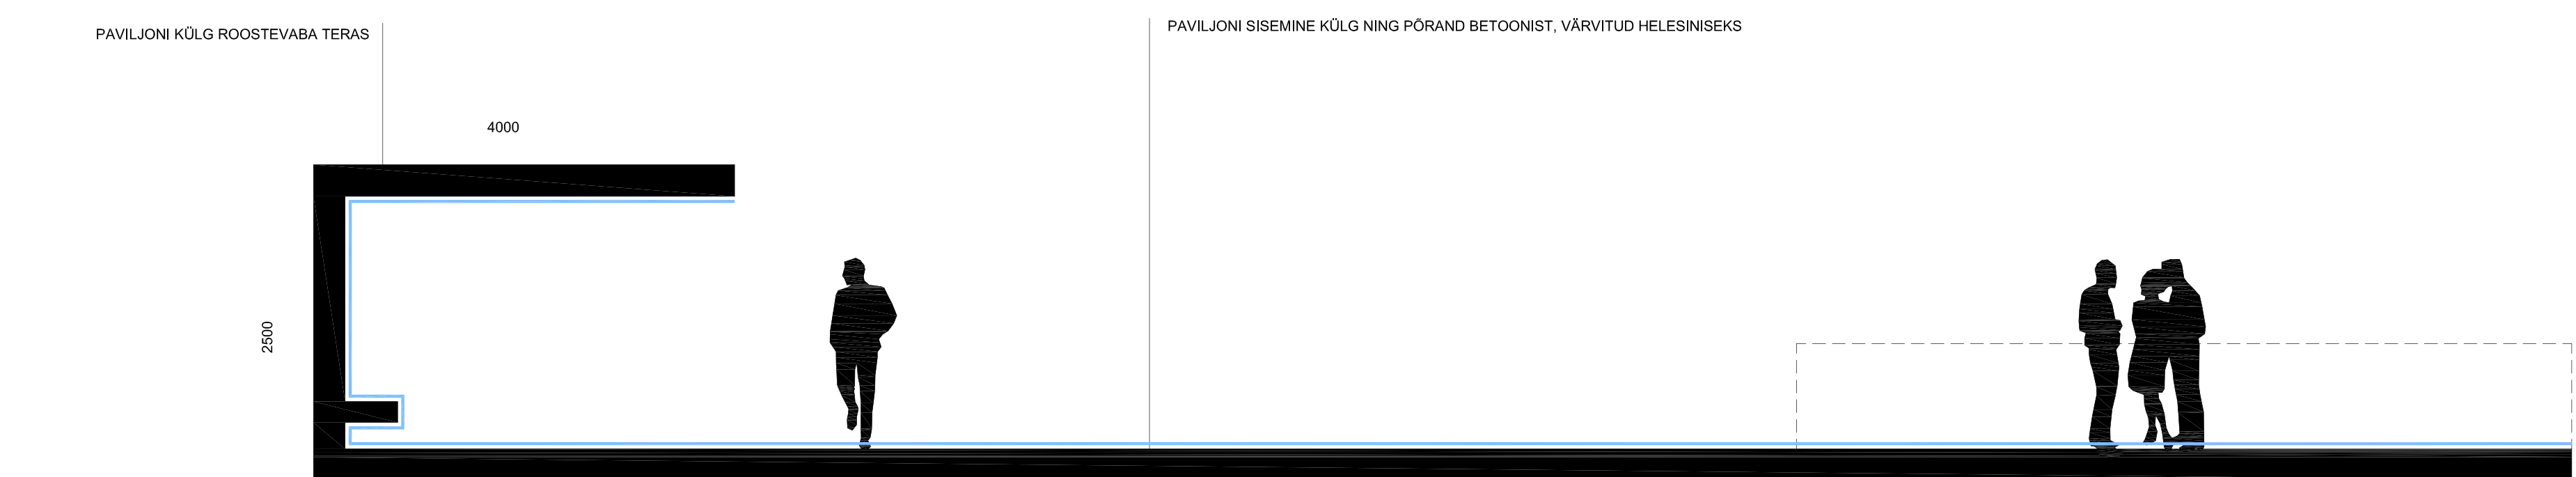 PAVILJONI KÜLG ROOSTEVABA TERAS
PAVILJONI SISEMINE KÜLG NING PÕRAND BETOONIST, VÄRVITUD HELESINISEKS
4000
2500